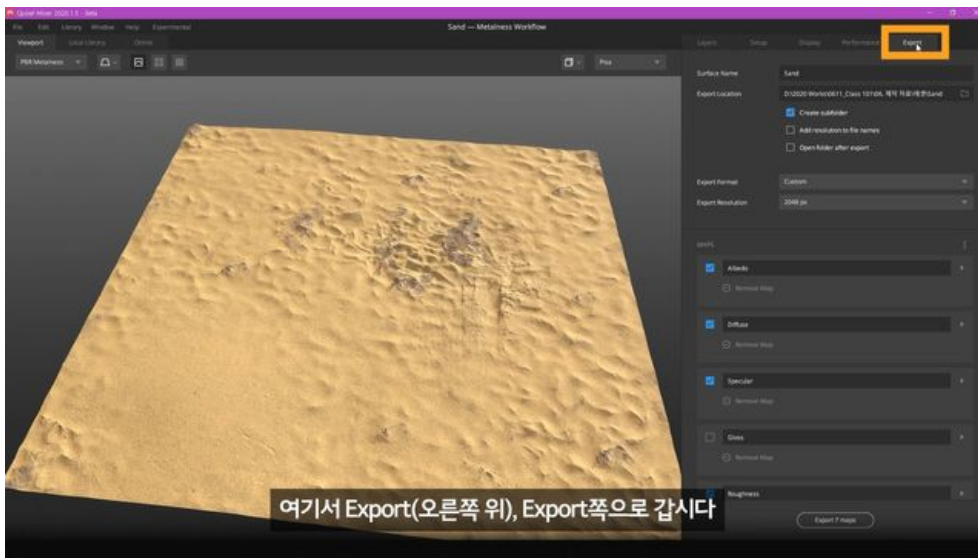 Quixel Mixer 2020.1.5 - Beta
File Edit Library Window Help Experimental
Sand — Metalness Workflow
Viewport Local Library Online
Layers Setup Display Performance Export
PBR Metalness
Pisa
Surface Name Sand
Export Location
Create subfolder
Add resolution to file names
Open folder after export
Export Format Custom
Export Resolution 2048 px
MAPS
Albedo
Remove Map
Diffuse
Remove Map
Specular
Remove Map
Gloss
Remove Map
Roughness
Export 7 maps
여기서 Export(오른쪽 위), Export쪽으로 갑시다